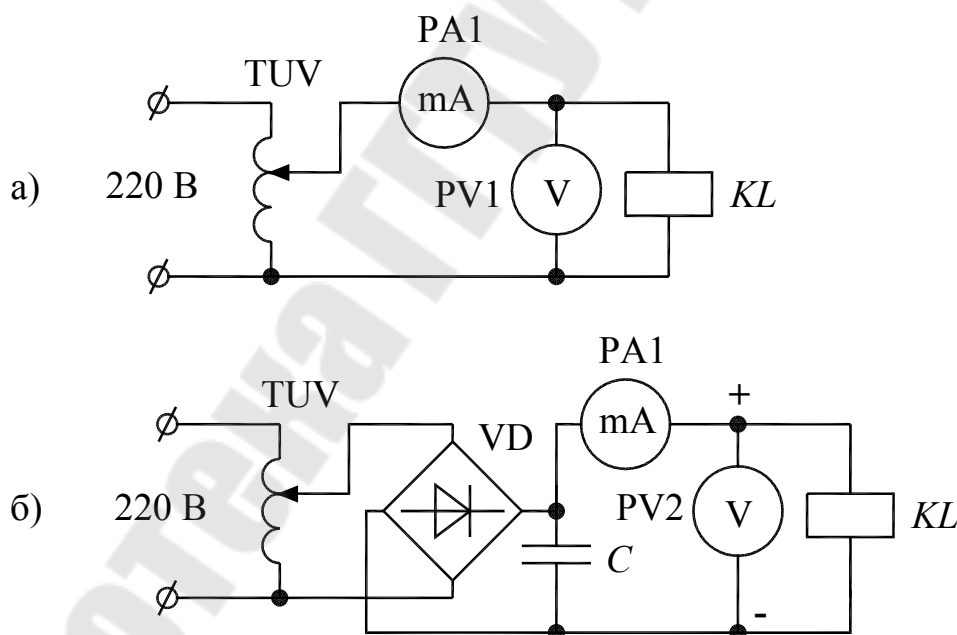 а)
TUV
220 В
PA1
mA
PV1
V
KL
б)
TUV
220 В
VD
C
PA1
mA
+
PV2
V
KL
-